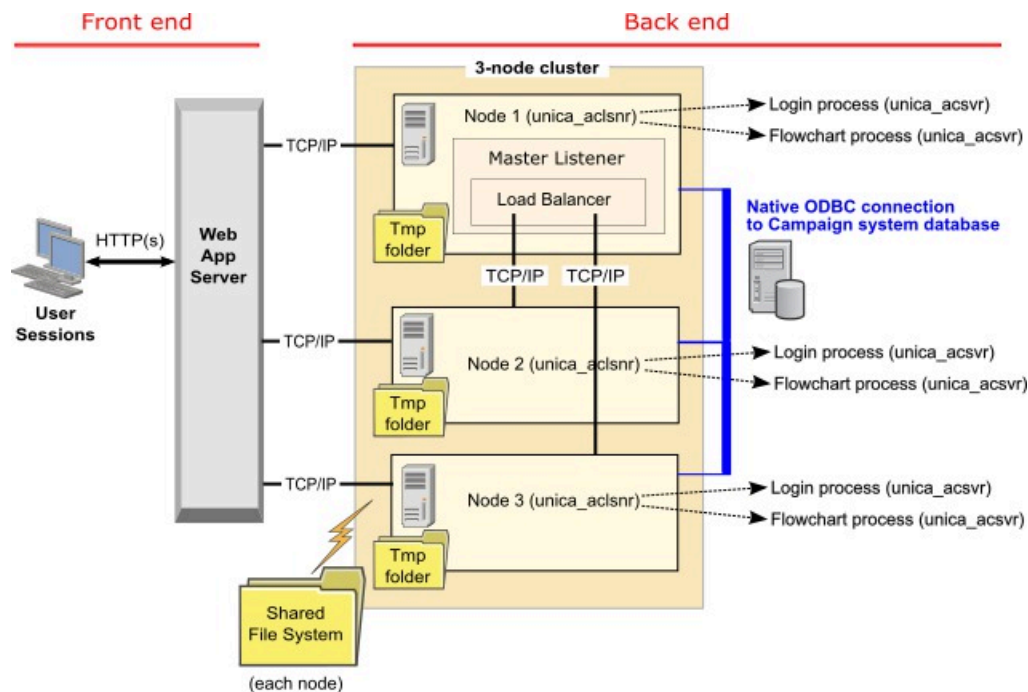 Front end
Back end
3-node cluster
Node 1 (unica_aclsnr)
Login process (unica_acsvr)
Flowchart process (unica_acsvr)
TCP/IP
Master Listener
Load Balancer
Tmp
folder
Native ODBC connection
to Campaign system database
HTTP(s)
Web
App
Server
User
Sessions
TCP/IP
TCP/IP
TCP/IP
Node 2 (unica_aclsnr)
Login process (unica_acsvr)
Flowchart process (unica_acsvr)
Tmp
folder
TCP/IP
Node 3 (unica_aclsnr)
Login process (unica_acsvr)
Flowchart process (unica_acsvr)
Tmp
folder
Shared
File System
(each node)